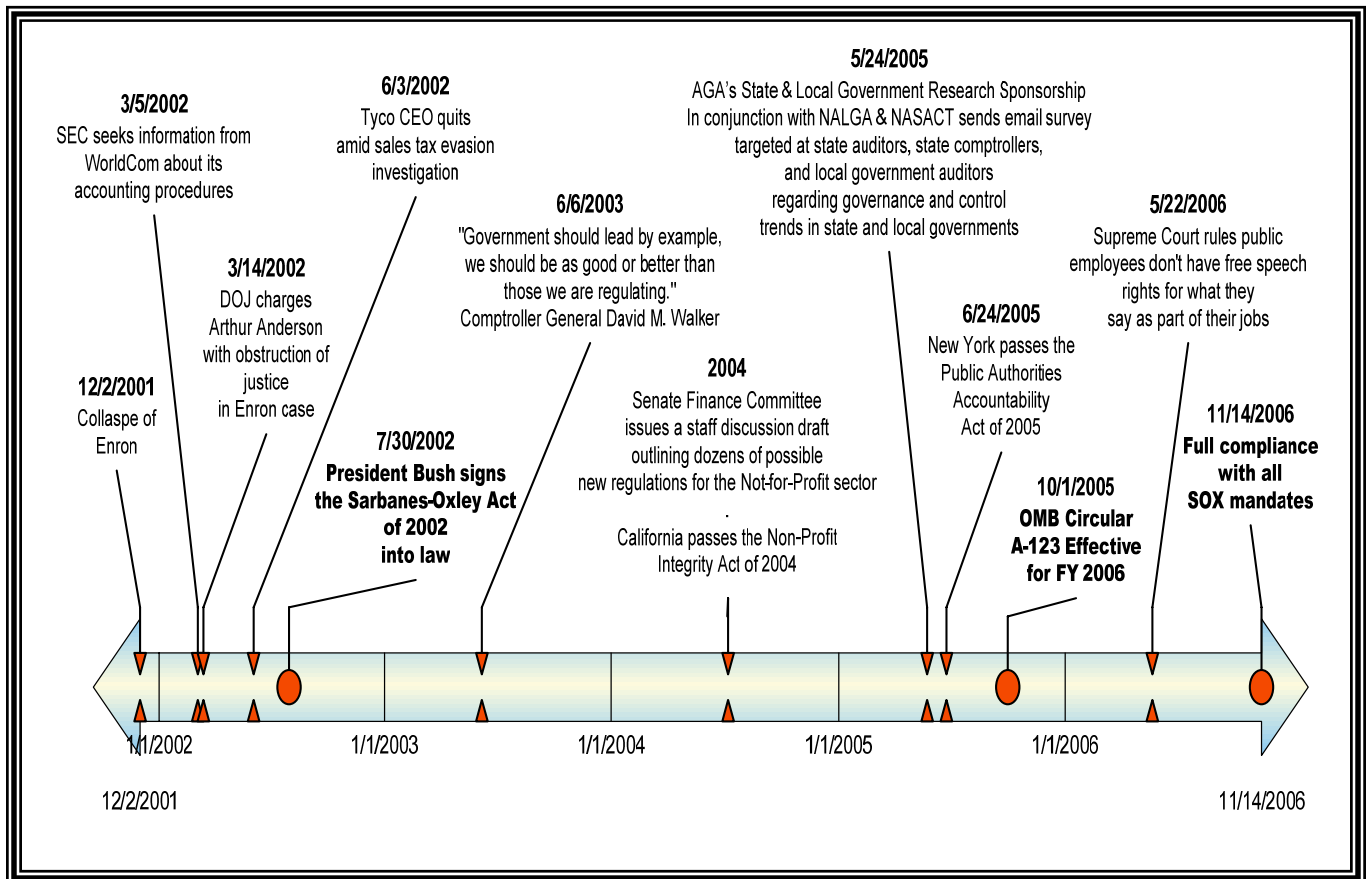 12/2/2001
Collaspe of
Enron
3/5/2002
SEC seeks information from
WorldCom about its
accounting procedures
3/14/2002
DOJ charges
Arthur Anderson
with obstruction of
justice
in Enron case
6/3/2002
Tyco CEO quits
amid sales tax evasion
investigation
7/30/2002
President Bush signs
the Sarbanes-Oxley Act
of 2002
into law
6/6/2003
"Government should lead by example,
we should be as good or better than
those we are regulating."
Comptroller General David M. Walker
2004
Senate Finance Committee
issues a staff discussion draft
outlining dozens of possible
new regulations for the Not-for-Profit sector
.
California passes the Non-Profit
Integrity Act of 2004
5/24/2005
AGA's State & Local Government Research Sponsorship
In conjunction with NALGA & NASACT sends email survey
targeted at state auditors, state comptrollers,
and local government auditors
regarding governance and control
trends in state and local governments
6/24/2005
New York passes the
Public Authorities
Accountability
Act of 2005
10/1/2005
OMB Circular
A-123 Effective
for FY 2006
5/22/2006
Supreme Court rules public
employees don't have free speech
rights for what they
say as part of their jobs
11/14/2006
Full compliance
with all
SOX mandates
1/1/2002
1/1/2003
1/1/2004
1/1/2005
1/1/2006
12/2/2001
11/14/2006